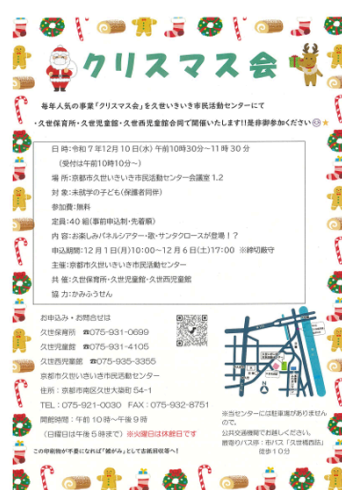 クリスマス会
毎年人気の事業「クリスマス会」を久世いきいき市民活動センターにて
・久世保育所・久世児童館・久世西児童館合同で開催いたします!!是非御参加ください
日 時:令和7年12月10日(水) 午前10時30分～11時30分
(受付は午前10時10分～)
場 所:京都市久世いきいき市民活動センター会議室1.2
対 象:未就学の子ども(保護者同伴)
参加費:無料
定員:40組(事前申込制・先着順)
内 容:お楽しみパネルシアター・歌・サンタクロースが登場!?
申込期間:12月1日(月)10:00～12月6日(土)17:00 ※締切厳守
主催:京都市久世いきいき市民活動センター
共 催:久世保育所・久世児童館・久世西児童館
協 力:かみふうせん
お申込み・お問合せは
久世保育所 ☎075-931-0699
久世児童館 ☎075-931-4105
久世西児童館 ☎075-935-3355
京都市久世いきいき市民活動センター
住所:京都市南区久世大築町54-1
TEL:075-921-0030 FAX:075-932-8751
開館時間:午前10時～午後9時
(日曜日は午後5時まで) ※火曜日は休館日です
この印刷物が不要になれば「雑がみ」として古紙回収等へ!
※当センターには駐車場がありません
ので、
公共交通機関でお越しください。
最寄りバス停:市バス「久世橋西詰」
徒歩10分